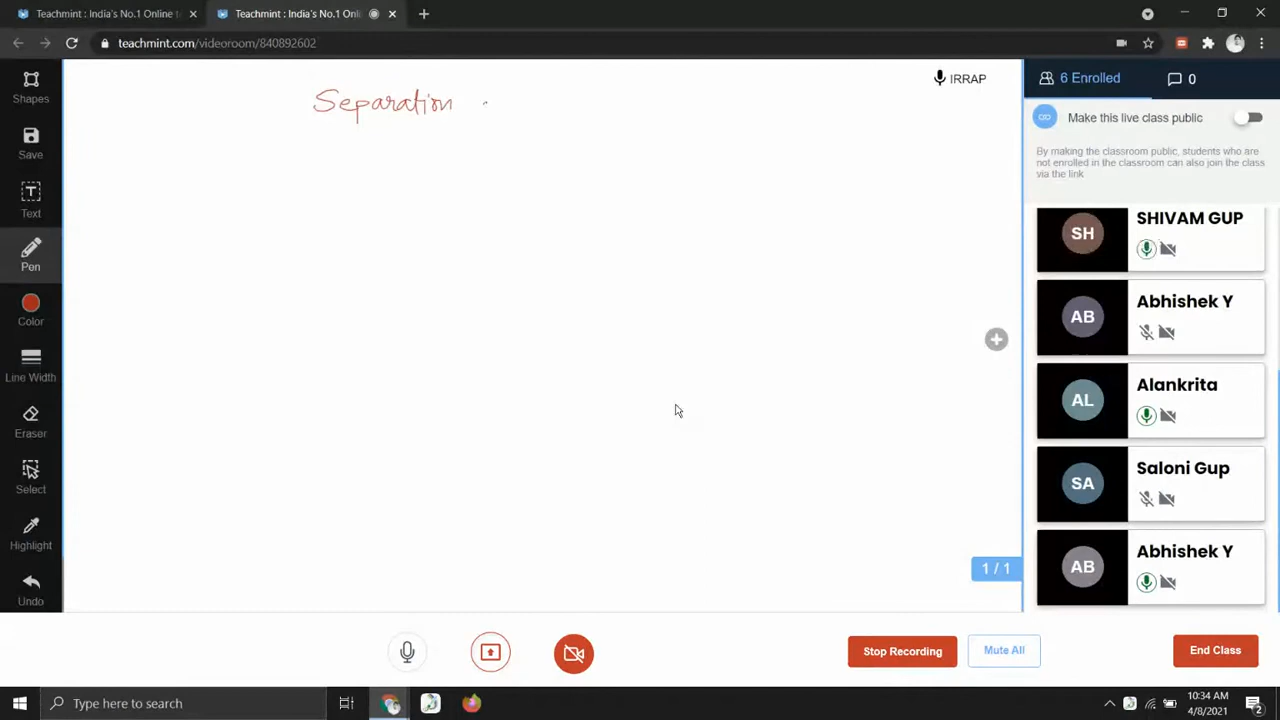 Teachmint : India's No.1 Online t
Teachmint : India's No.1 Onli
teachmint.com/videoroom/840892602
Shapes
Save
Text
Pen
Color
Line Width
Eraser
Select
Highlight
Undo
Separation
IRRAP
1 / 1
6 Enrolled
0
Make this live class public
By making the classroom public, students who are
not enrolled in the classroom can also join the class
via the link
SH
SHIVAM GUP
AB
Abhishek Y
AL
Alankrita
SA
Saloni Gup
AB
Abhishek Y
Stop Recording
Mute All
End Class
Type here to search
10:34 AM
4/8/2021
2